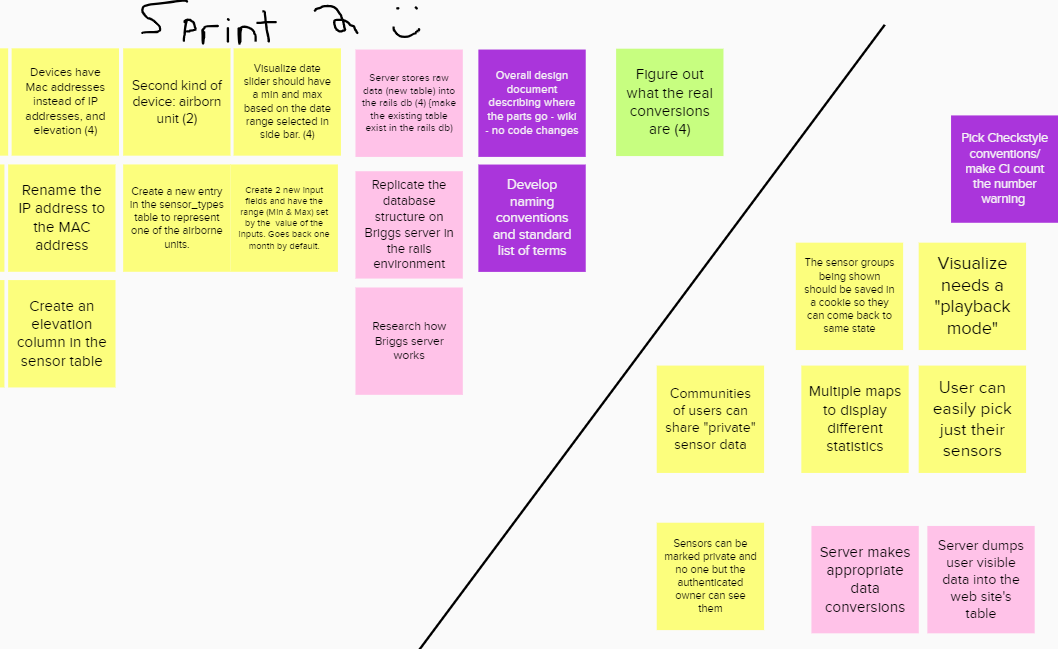 Sprint 2 :)
Devices have
Mac addresses
instead of IP
addresses, and
elevation (4)
Second kind of
device: airborn
unit (2)
Visualize date
slider should have
a min and max
based on the date
range selected in
side bar. (4)
Server stores raw
data (new table) into
the rails db (4) (make
the existing table
exist in the rails db)
Overall design
document
describing where
the parts go - wiki
- no code changes
Figure out
what the real
conversions
are (4)
Rename the
IP address to
the MAC
address
Create a new entry
in the sensor_types
table to represent
one of the airborne
units.
Create 2 new input
fields and have the
range (Min & Max) set
by the value of the
inputs. Goes back one
month by default.
Replicate the
database
structure on
Briggs server in
the rails
environment
Develop
naming
conventions
and standard
list of terms
Create an
elevation
column in the
sensor table
Research how
Briggs server
works
Pick Checkstyle
conventions/
make CI count
the number
warning
The sensor groups
being shown
should be saved in
a cookie so they
can come back to
same state
Visualize
needs a
"playback
mode"
Communities
of users can
share "private"
sensor data
Multiple maps
to display
different
statistics
User can
easily pick
just their
sensors
Sensors can be
marked private and
no one but the
authenticated
owner can see
them
Server makes
appropriate
data
conversions
Server dumps
user visible
data into the
web site's
table